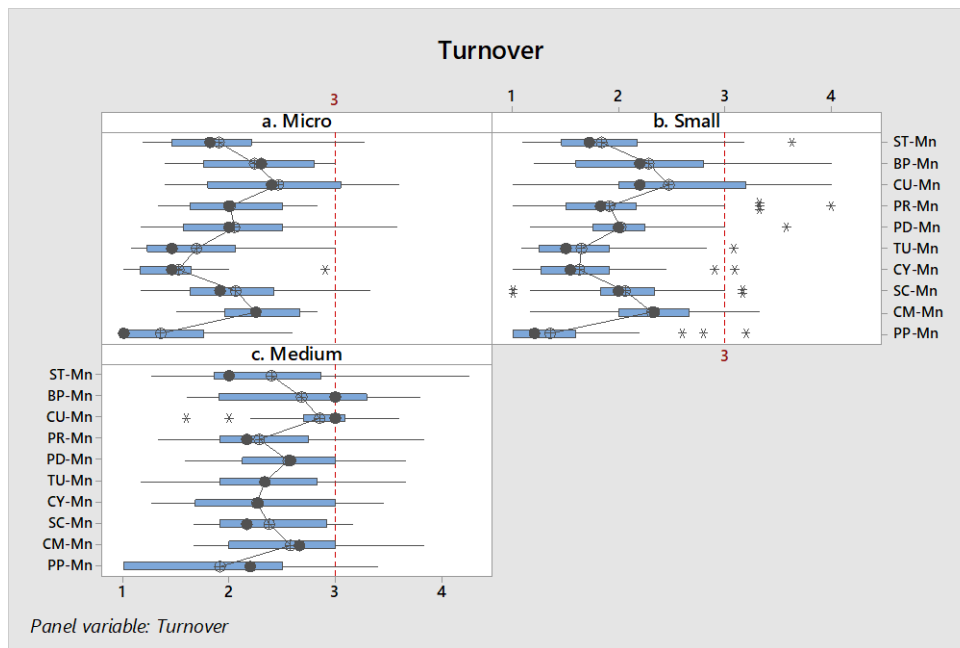 Turnover
3
1 2 3 4
a. Micro
b. Small
ST-Mn
BP-Mn
CU-Mn
PR-Mn
PD-Mn
TU-Mn
CY-Mn
SC-Mn
CM-Mn
PP-Mn
c. Medium
3
ST-Mn
BP-Mn
CU-Mn
PR-Mn
PD-Mn
TU-Mn
CY-Mn
SC-Mn
CM-Mn
PP-Mn
1 2 3 4
Panel variable: Turnover